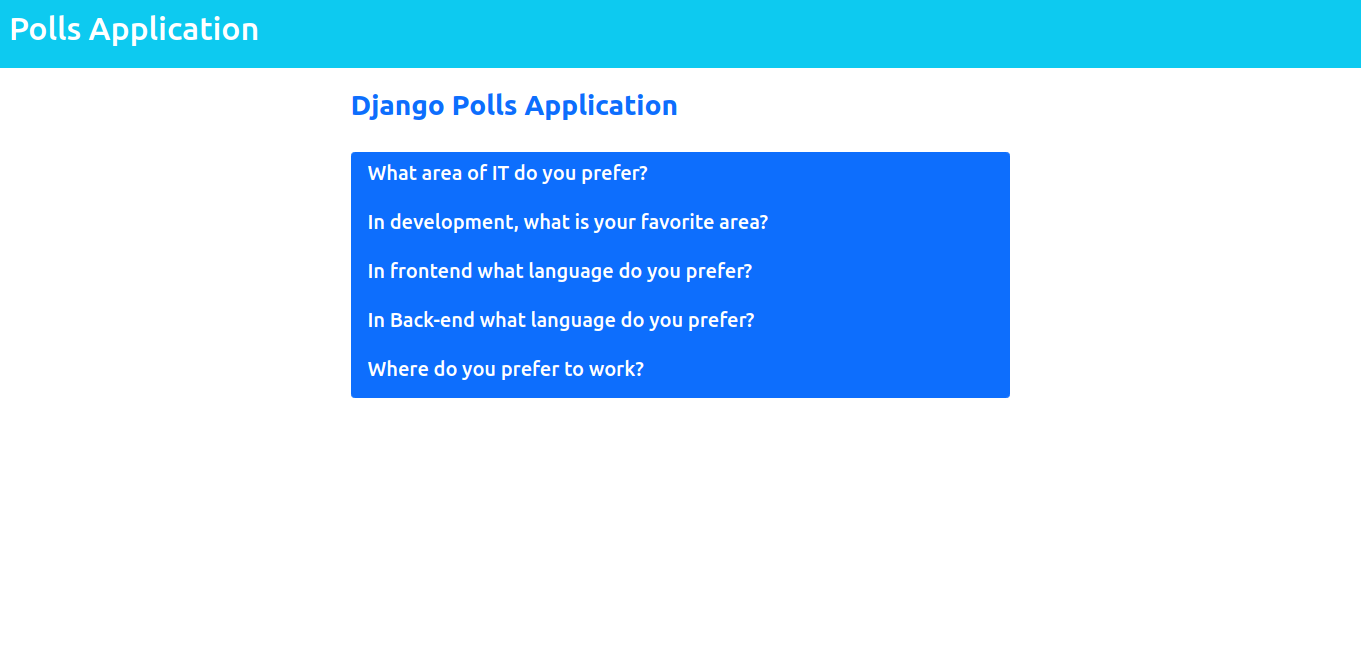 Polls Application
Django Polls Application
What area of IT do you prefer?
In development, what is your favorite area?
In frontend what language do you prefer?
In Back-end what language do you prefer?
Where do you prefer to work?